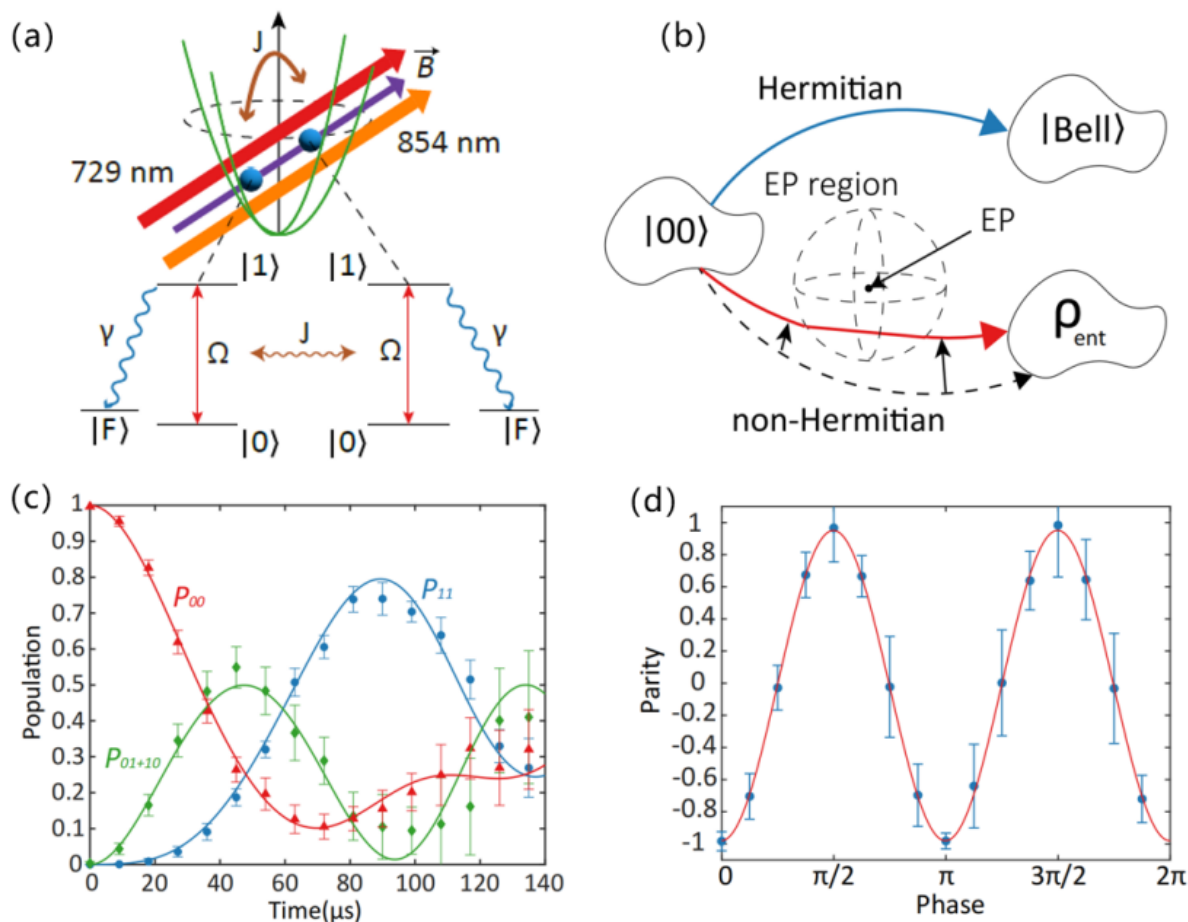 (a)
J
B
729 nm
854 nm
|1⟩ |1⟩
γ Ω J Ω γ
|F⟩ |0⟩ |0⟩ |F⟩
(b)
Hermitian
|Bell⟩
EP region
EP
|00⟩
ρent
non-Hermitian
(c)
1
0.9
0.8
0.7
0.6
0.5
0.4
0.3
0.2
0.1
0
Population
P00
P11
P01+10
0 20 40 60 80 100 120 140
Time(μs)
(d)
1
0.8
0.6
0.4
0.2
0
-0.2
-0.4
-0.6
-0.8
-1
Parity
0 π/2 π 3π/2 2π
Phase